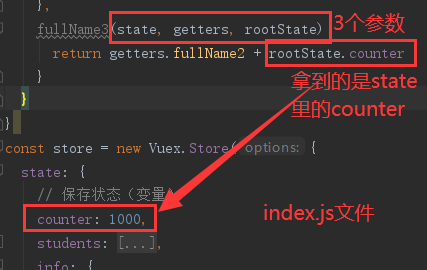 },
fullName3(state, getters, rootState)
3个参数
return getters.fullName2 + rootState.counter
}
拿到的是state
里的counter
}
}
const store = new Vuex.Store( options: {
state: {
// 保存状态（变量
counter: 1000,
index.js文件
students: [...],
info: {